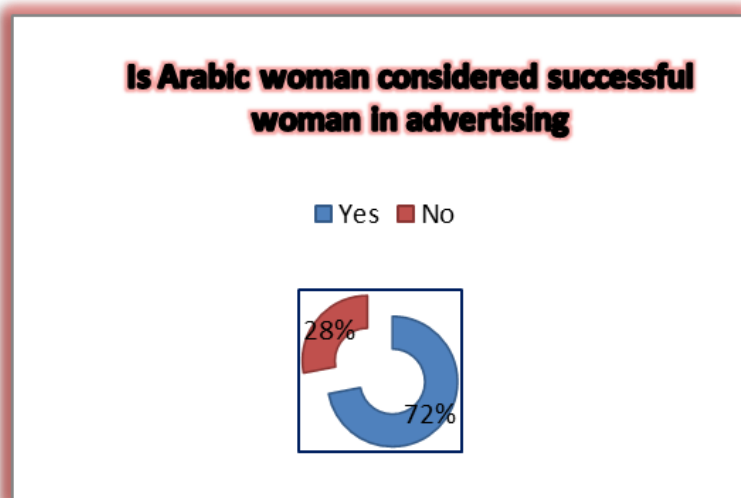 Is Arabic woman considered successful
woman in advertising
Yes No
28%
72%